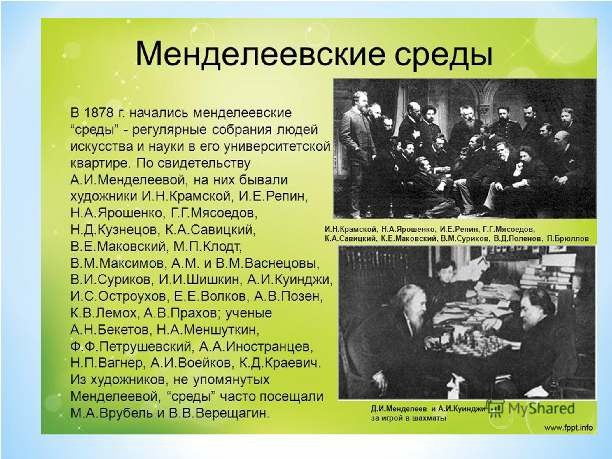 Менделеевские среды
В 1878 г. начались менделеевские
“среды” - регулярные собрания людей
искусства и науки в его университетской
квартире. По свидетельству
А.И.Менделеевой, на них бывали
художники И.Н.Крамской, И.Е.Репин,
Н.А.Ярошенко, Г.Г.Мясоедов,
Н.Д.Кузнецов, К.А.Савицкий,
В.Е.Маковский, М.П.Клодт,
В.М.Максимов, А.М. и В.М.Васнецовы,
В.И.Суриков, И.И.Шишкин, А.И.Куинджи,
И.С.Остроухов, Е.Е.Волков, А.В.Позен,
К.В.Лемох, А.В.Прахов; ученые
А.Н.Бекетов, Н.А.Меншуткин,
Ф.Ф.Петрушевский, А.А.Иностранцев,
Н.П.Вагнер, А.И.Воейков, К.Д.Краевич.
Из художников, не упомянутых
Менделеевой, “среды” часто посещали
М.А.Врубель и В.В.Верещагин.
И.Н.Крамской, Н.А.Ярошенко, И.Е.Репин, Г.Г.Мясоедов,
К.А.Савицкий, К.Е.Маковский, В.М.Суриков, В.Д.Поленов, П.Брюллов
Д.И.Менделеев и А.И.Куинджи
за игрой в шахматы
MyShared
www.fppt.info